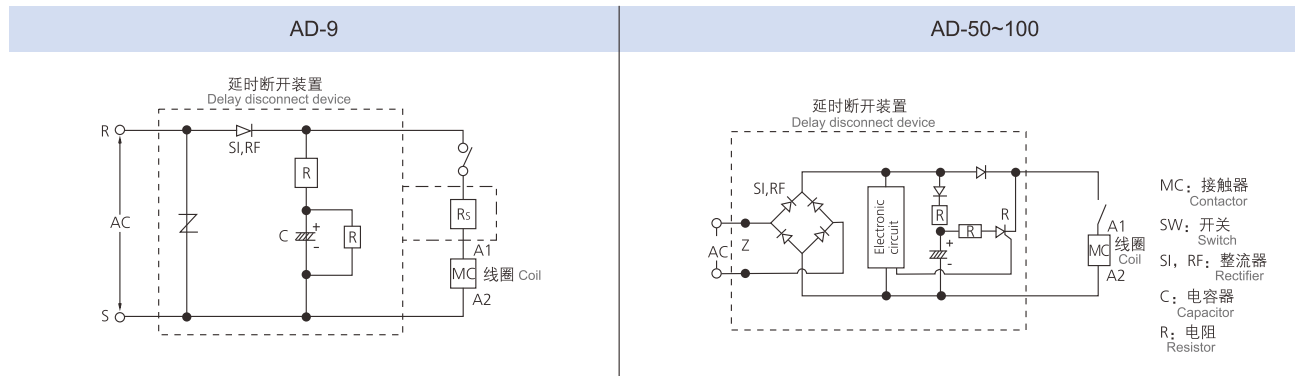 AD-9
AD-50~100
延时断开装置
Delay disconnect device
R
SI,RF
R
AC
C
+
-
R
Rs
A1
MC 线圈 Coil
A2
S
延时断开装置
Delay disconnect device
SI,RF
AC
Z
Electronic
circuit
R
R
R
+
-
A1
线圈
MC Coil
A2
MC：接触器
Contactor
SW：开关
Switch
SI，RF：整流器
Rectifier
C：电容器
Capacitor
R：电阻
Resistor